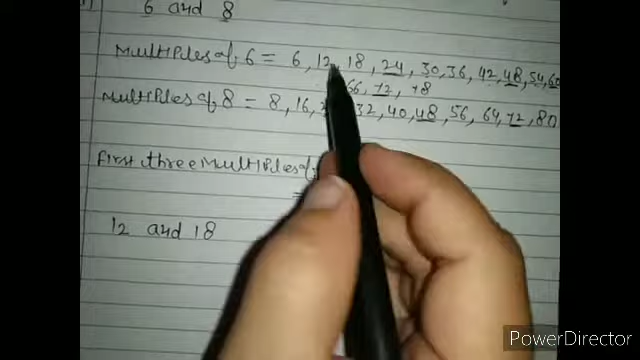 6 and 8
Multiples of 6 = 6, 12, 18, 24, 30, 36, 42, 48, 54, 60
66, 72, 78
Multiples of 8 = 8, 16, 32, 40, 48, 56, 64, 72, 80
First three Multiples of
12 and 18
PowerDirector